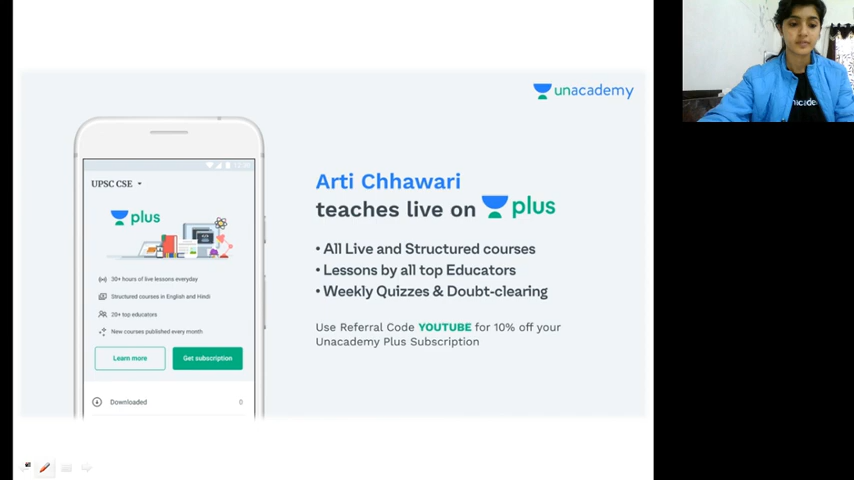 unacademy
UPSC CSE
plus
30+ hours of live lessons everyday
Structured courses in English and Hindi
20+ top educators
New courses published every month
Learn more
Get subscription
Downloaded 0
Arti Chhawari
teaches live on plus
• All Live and Structured courses
• Lessons by all top Educators
• Weekly Quizzes & Doubt-clearing
Use Referral Code YOUTUBE for 10% off your
Unacademy Plus Subscription